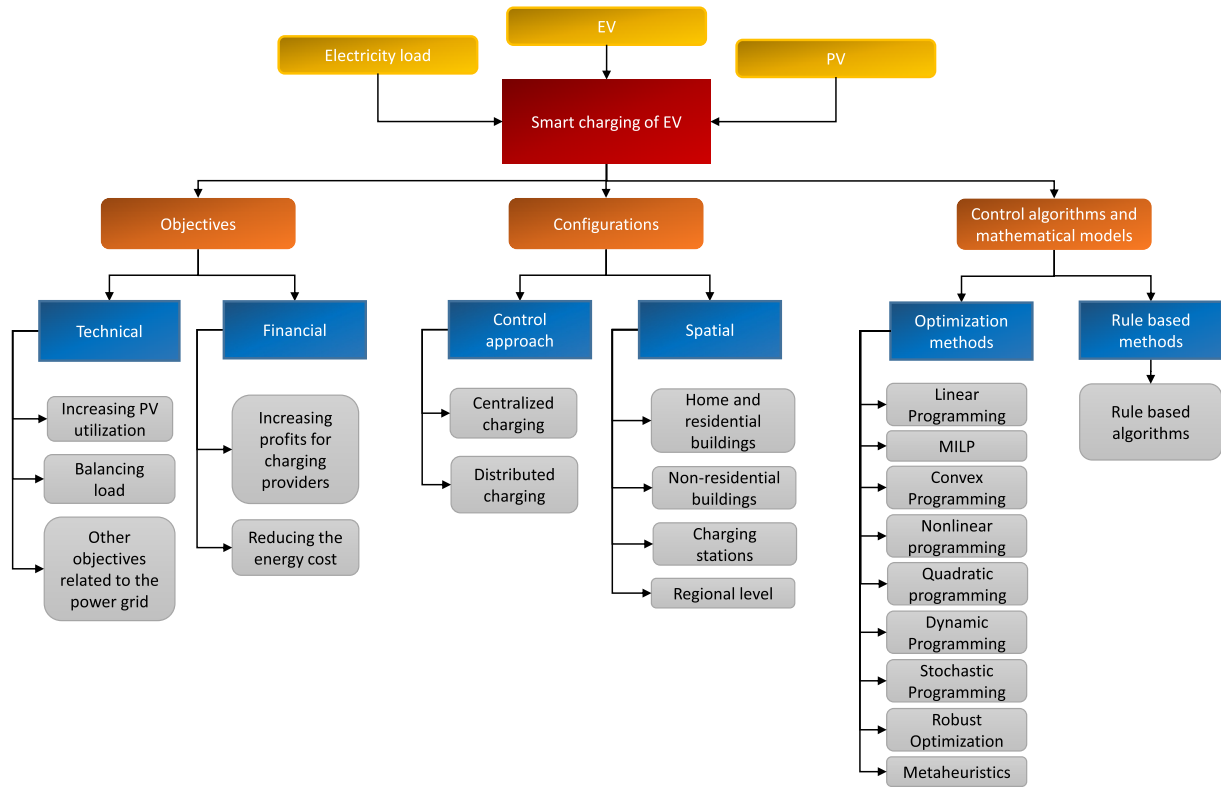 EV
Electricity load
PV
Smart charging of EV
Objectives
Configurations
Control algorithms and
mathematical models
Technical
Financial
Control
approach
Spatial
Optimization
methods
Rule based
methods
Increasing PV
utilization
Balancing
load
Other
objectives
related to the
power grid
Increasing
profits for
charging
providers
Reducing the
energy cost
Centralized
charging
Distributed
charging
Home and
residential
buildings
Non-residential
buildings
Charging
stations
Regional level
Linear
Programming
MILP
Convex
Programming
Nonlinear
programming
Quadratic
programming
Dynamic
Programming
Stochastic
Programming
Robust
Optimization
Metaheuristics
Rule based
algorithms